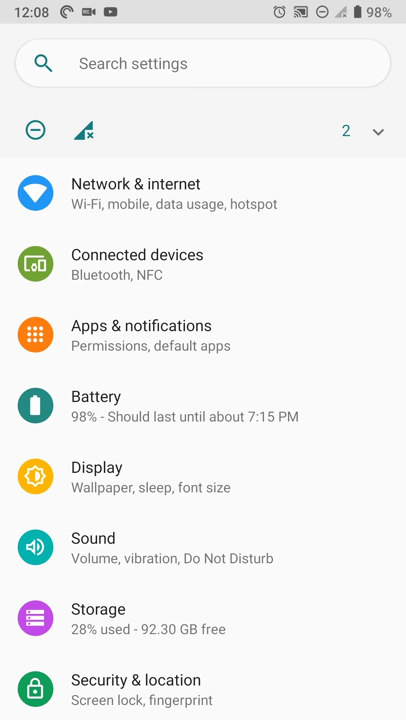 12:08
98%
Search settings
2
Network & internet
Wi-Fi, mobile, data usage, hotspot
Connected devices
Bluetooth, NFC
Apps & notifications
Permissions, default apps
Battery
98% - Should last until about 7:15 PM
Display
Wallpaper, sleep, font size
Sound
Volume, vibration, Do Not Disturb
Storage
28% used - 92.30 GB free
Security & location
Screen lock, fingerprint